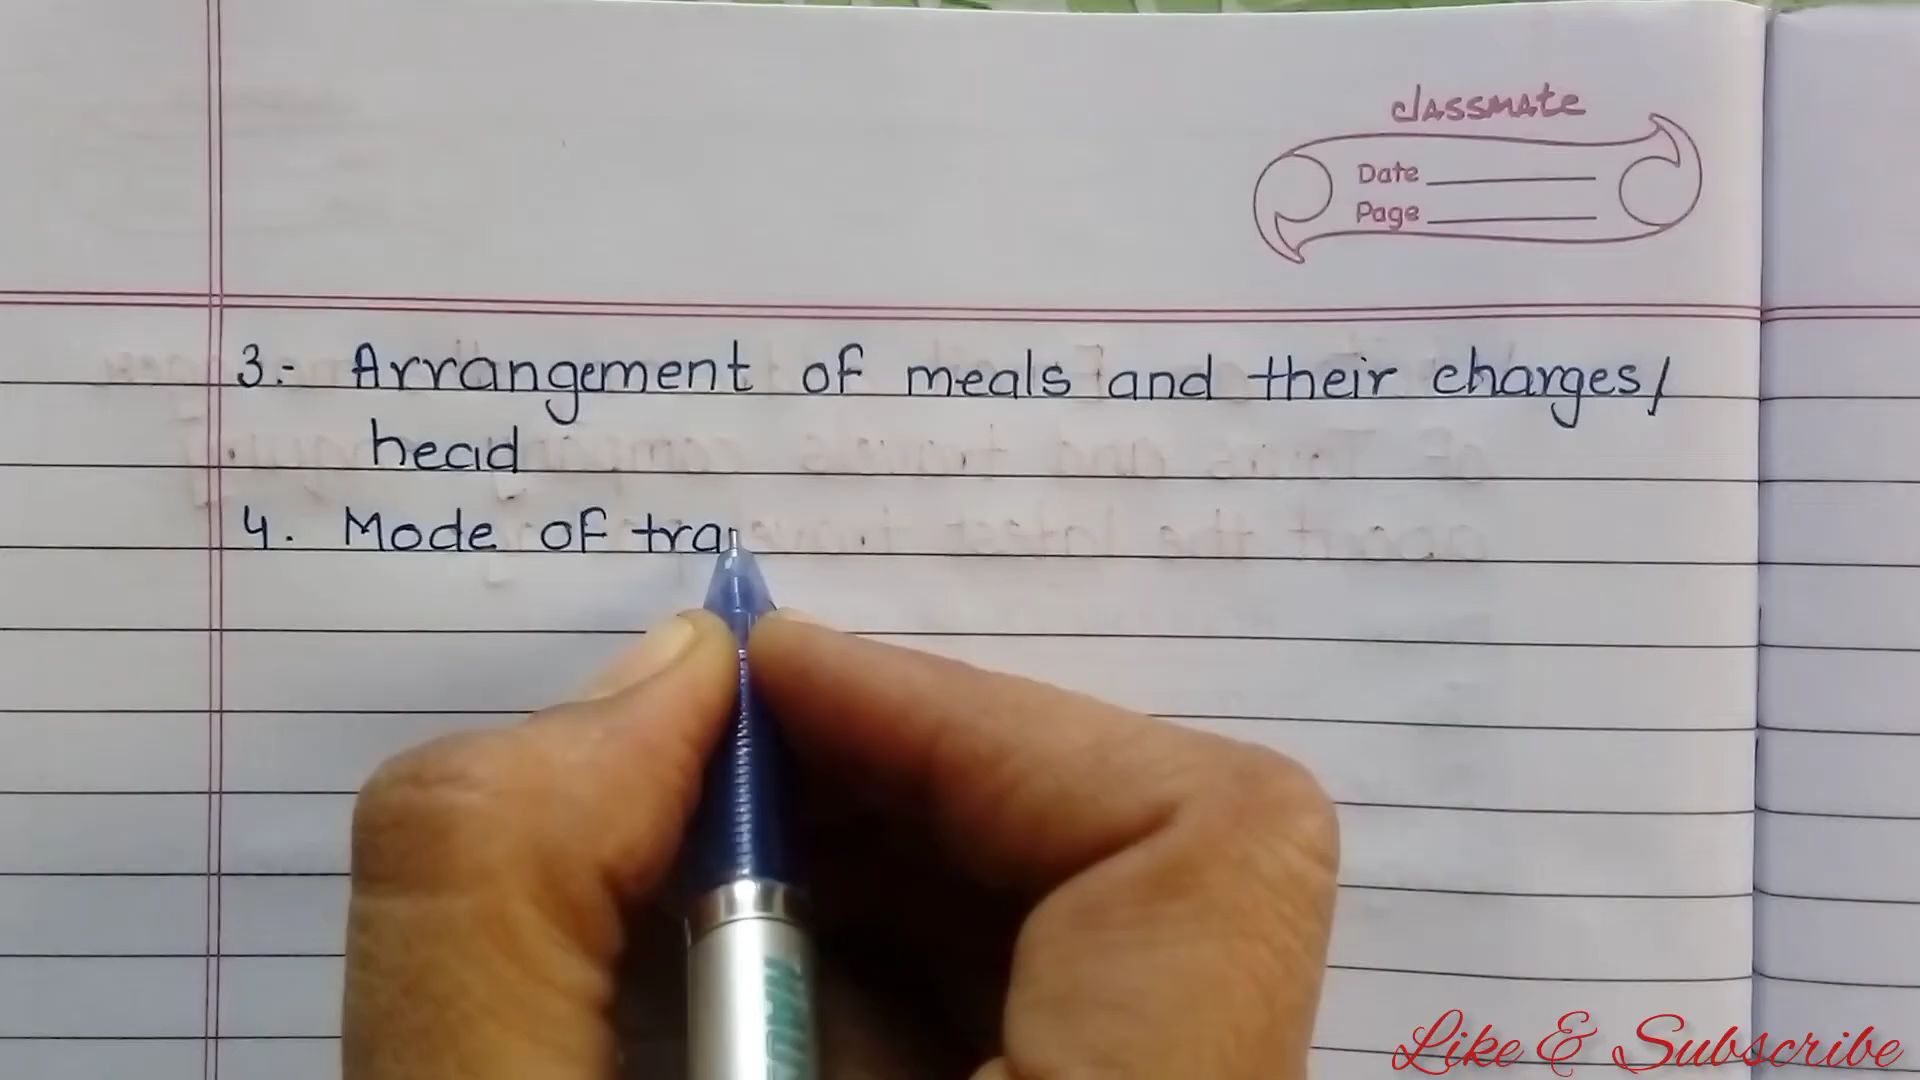 classmate
Date
Page
3.- Arrangement of meals and their charges/
head
4. Mode of tra
Like & Subscribe